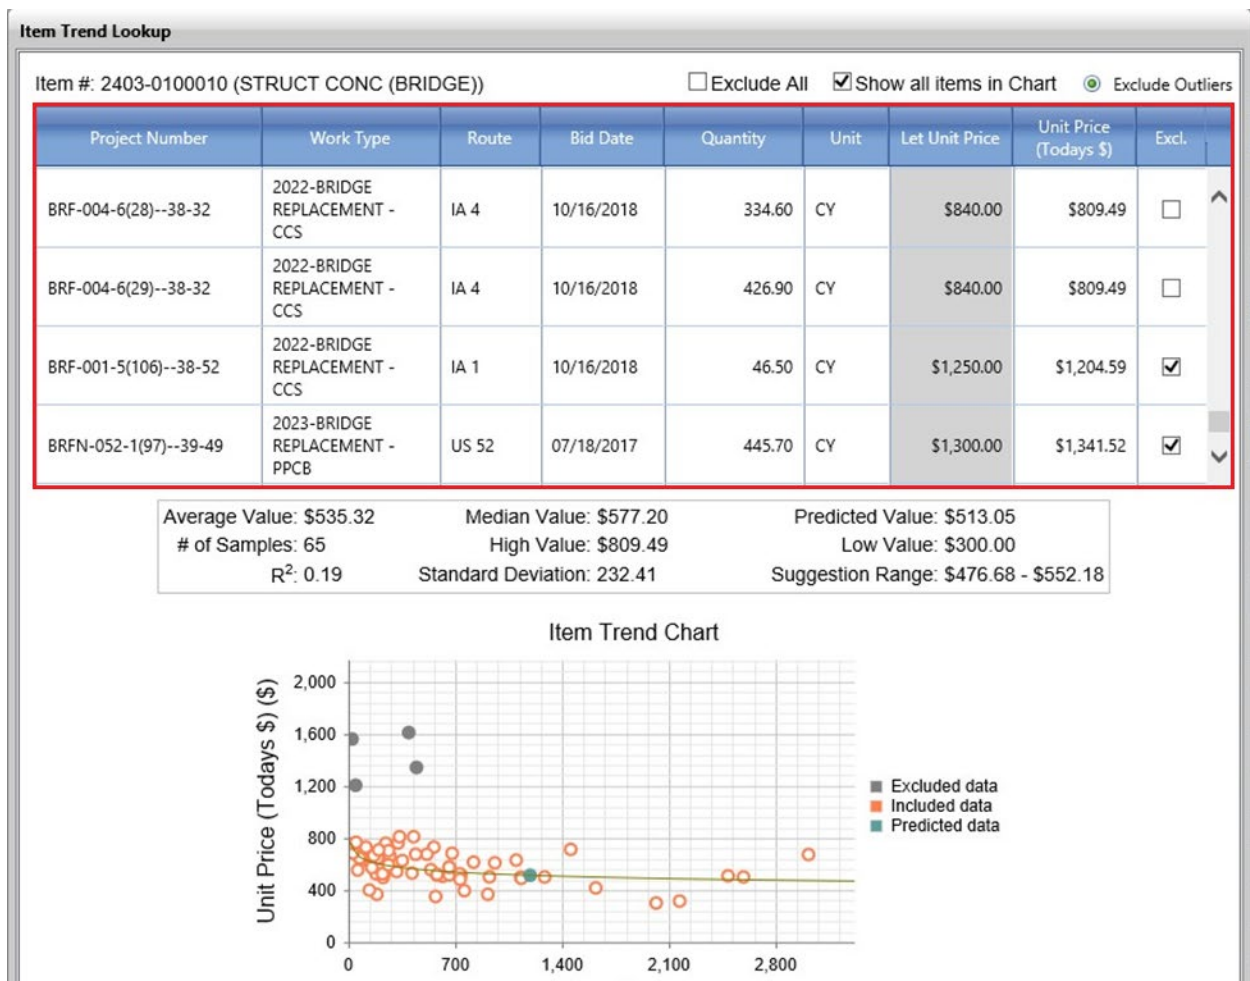 Item Trend Lookup
Item #: 2403-0100010 (STRUCT CONC (BRIDGE)) Exclude All Show all items in Chart Exclude Outliers
Project Number Work Type Route Bid Date Quantity Unit Let Unit Price Unit Price (Todays $) Excl.
2022-BRIDGE
BRF-004-6(28)--38-32 REPLACEMENT - IA 4 10/16/2018 334.60 CY $840.00 $809.49
CCS
2022-BRIDGE
BRF-004-6(29)--38-32 REPLACEMENT - IA 4 10/16/2018 426.90 CY $840.00 $809.49
CCS
2022-BRIDGE
BRF-001-5(106)--38-52 REPLACEMENT - IA 1 10/16/2018 46.50 CY $1,250.00 $1,204.59
CCS
2023-BRIDGE
BRFN-052-1(97)--39-49 REPLACEMENT - US 52 07/18/2017 445.70 CY $1,300.00 $1,341.52
PPCB
Average Value: $535.32 Median Value: $577.20 Predicted Value: $513.05
# of Samples: 65 High Value: $809.49 Low Value: $300.00
R²: 0.19 Standard Deviation: 232.41 Suggestion Range: $476.68 - $552.18
Item Trend Chart
Unit Price (Todays $) ($)
2,000
1,600
1,200
800
400
0
0 700 1,400 2,100 2,800
Excluded data
Included data
Predicted data